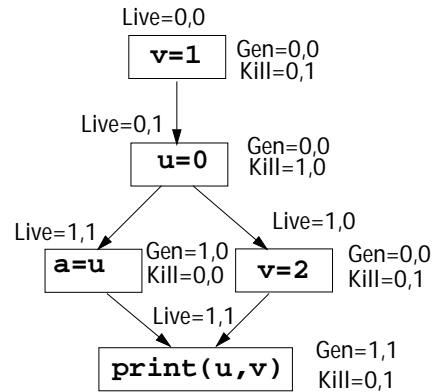 Live=0,0
v=1
Gen=0,0
Kill=0,1
Live=0,1
u=0
Gen=0,0
Kill=1,0
Live=1,1
Live=1,0
a=u
Gen=1,0
Kill=0,0
v=2
Gen=0,0
Kill=0,1
Live=1,1
print(u,v)
Gen=1,1
Kill=0,1